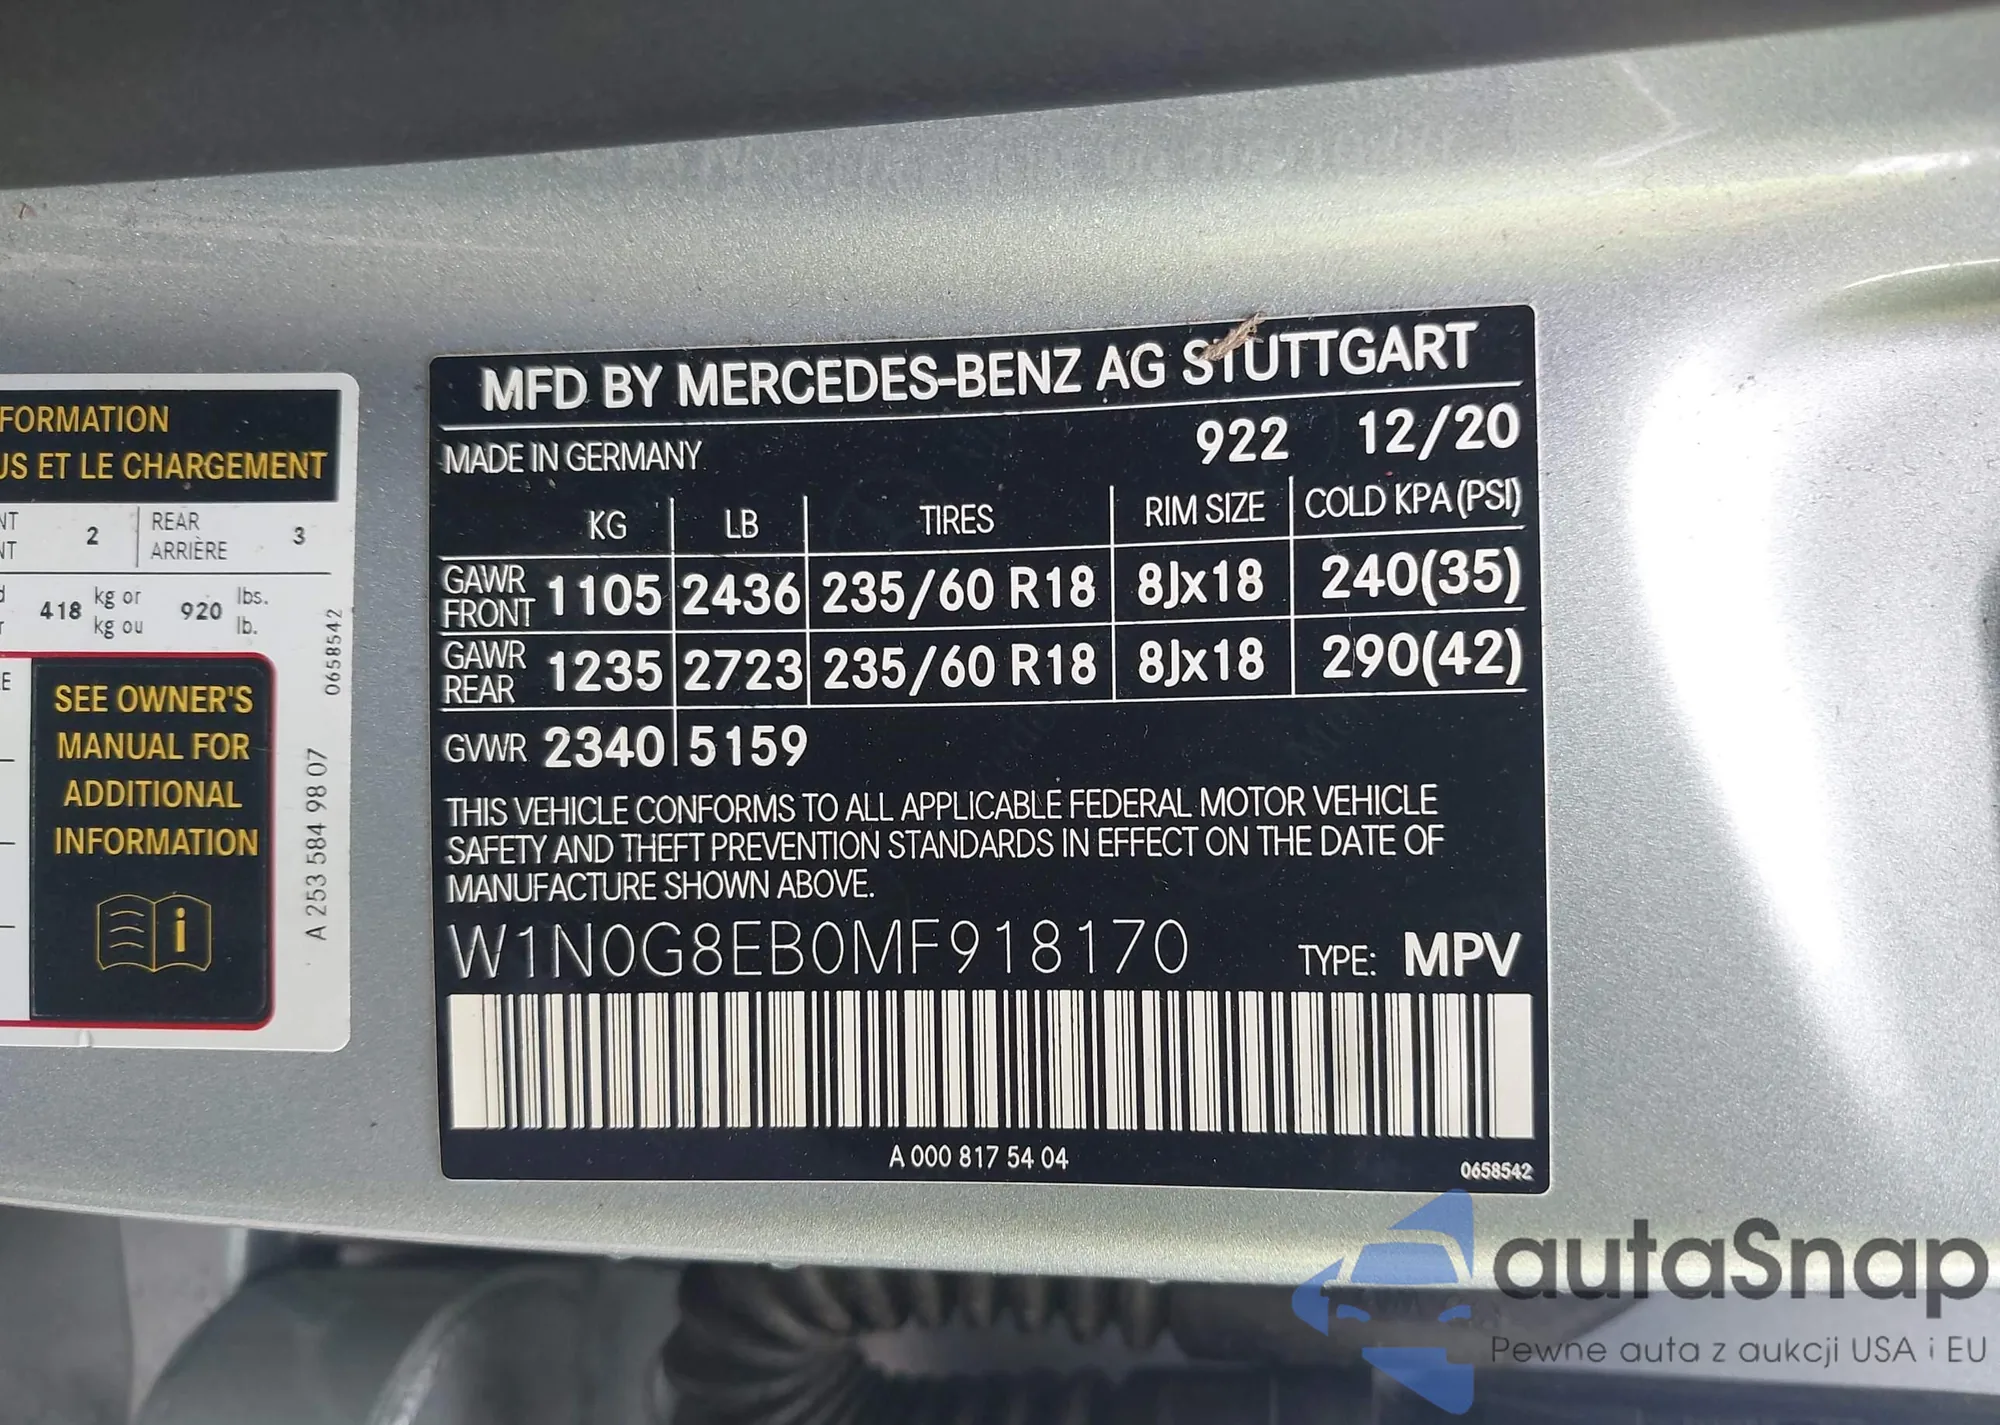 FORMATION
US ET LE CHARGEMENT
NT 2 REAR 3
NT ARRIÈRE
418 kg or 920 lbs.
kg ou lb.
0658542
SEE OWNER'S
MANUAL FOR
ADDITIONAL
INFORMATION
i
A 253 584 98 07
MFD BY MERCEDES-BENZ AG STUTTGART
MADE IN GERMANY 922 12/20
KG LB TIRES RIM SIZE COLD KPA (PSI)
GAWR FRONT 1105 2436 235/60 R18 8Jx18 240(35)
GAWR REAR 1235 2723 235/60 R18 8Jx18 290(42)
GVWR 2340 5159
THIS VEHICLE CONFORMS TO ALL APPLICABLE FEDERAL MOTOR VEHICLE
SAFETY AND THEFT PREVENTION STANDARDS IN EFFECT ON THE DATE OF
MANUFACTURE SHOWN ABOVE.
W1N0G8EB0MF918170 TYPE: MPV
A 000 817 54 04
0658542
autaSnap
Pewne auta z aukcji USA i EU